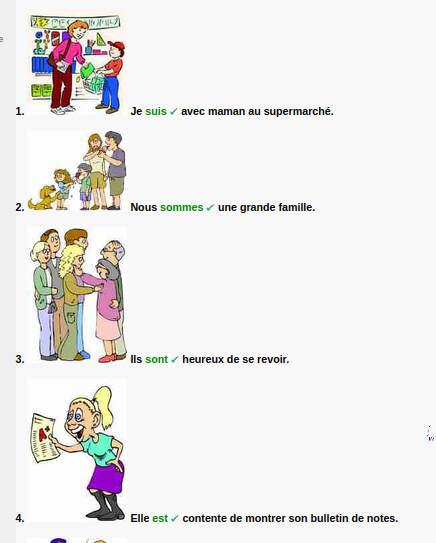 1. Je suis ✓ avec maman au supermarché.
2. Nous sommes ✓ une grande famille.
3. Ils sont ✓ heureux de se revoir.
A+
4. Elle est ✓ contente de montrer son bulletin de notes.